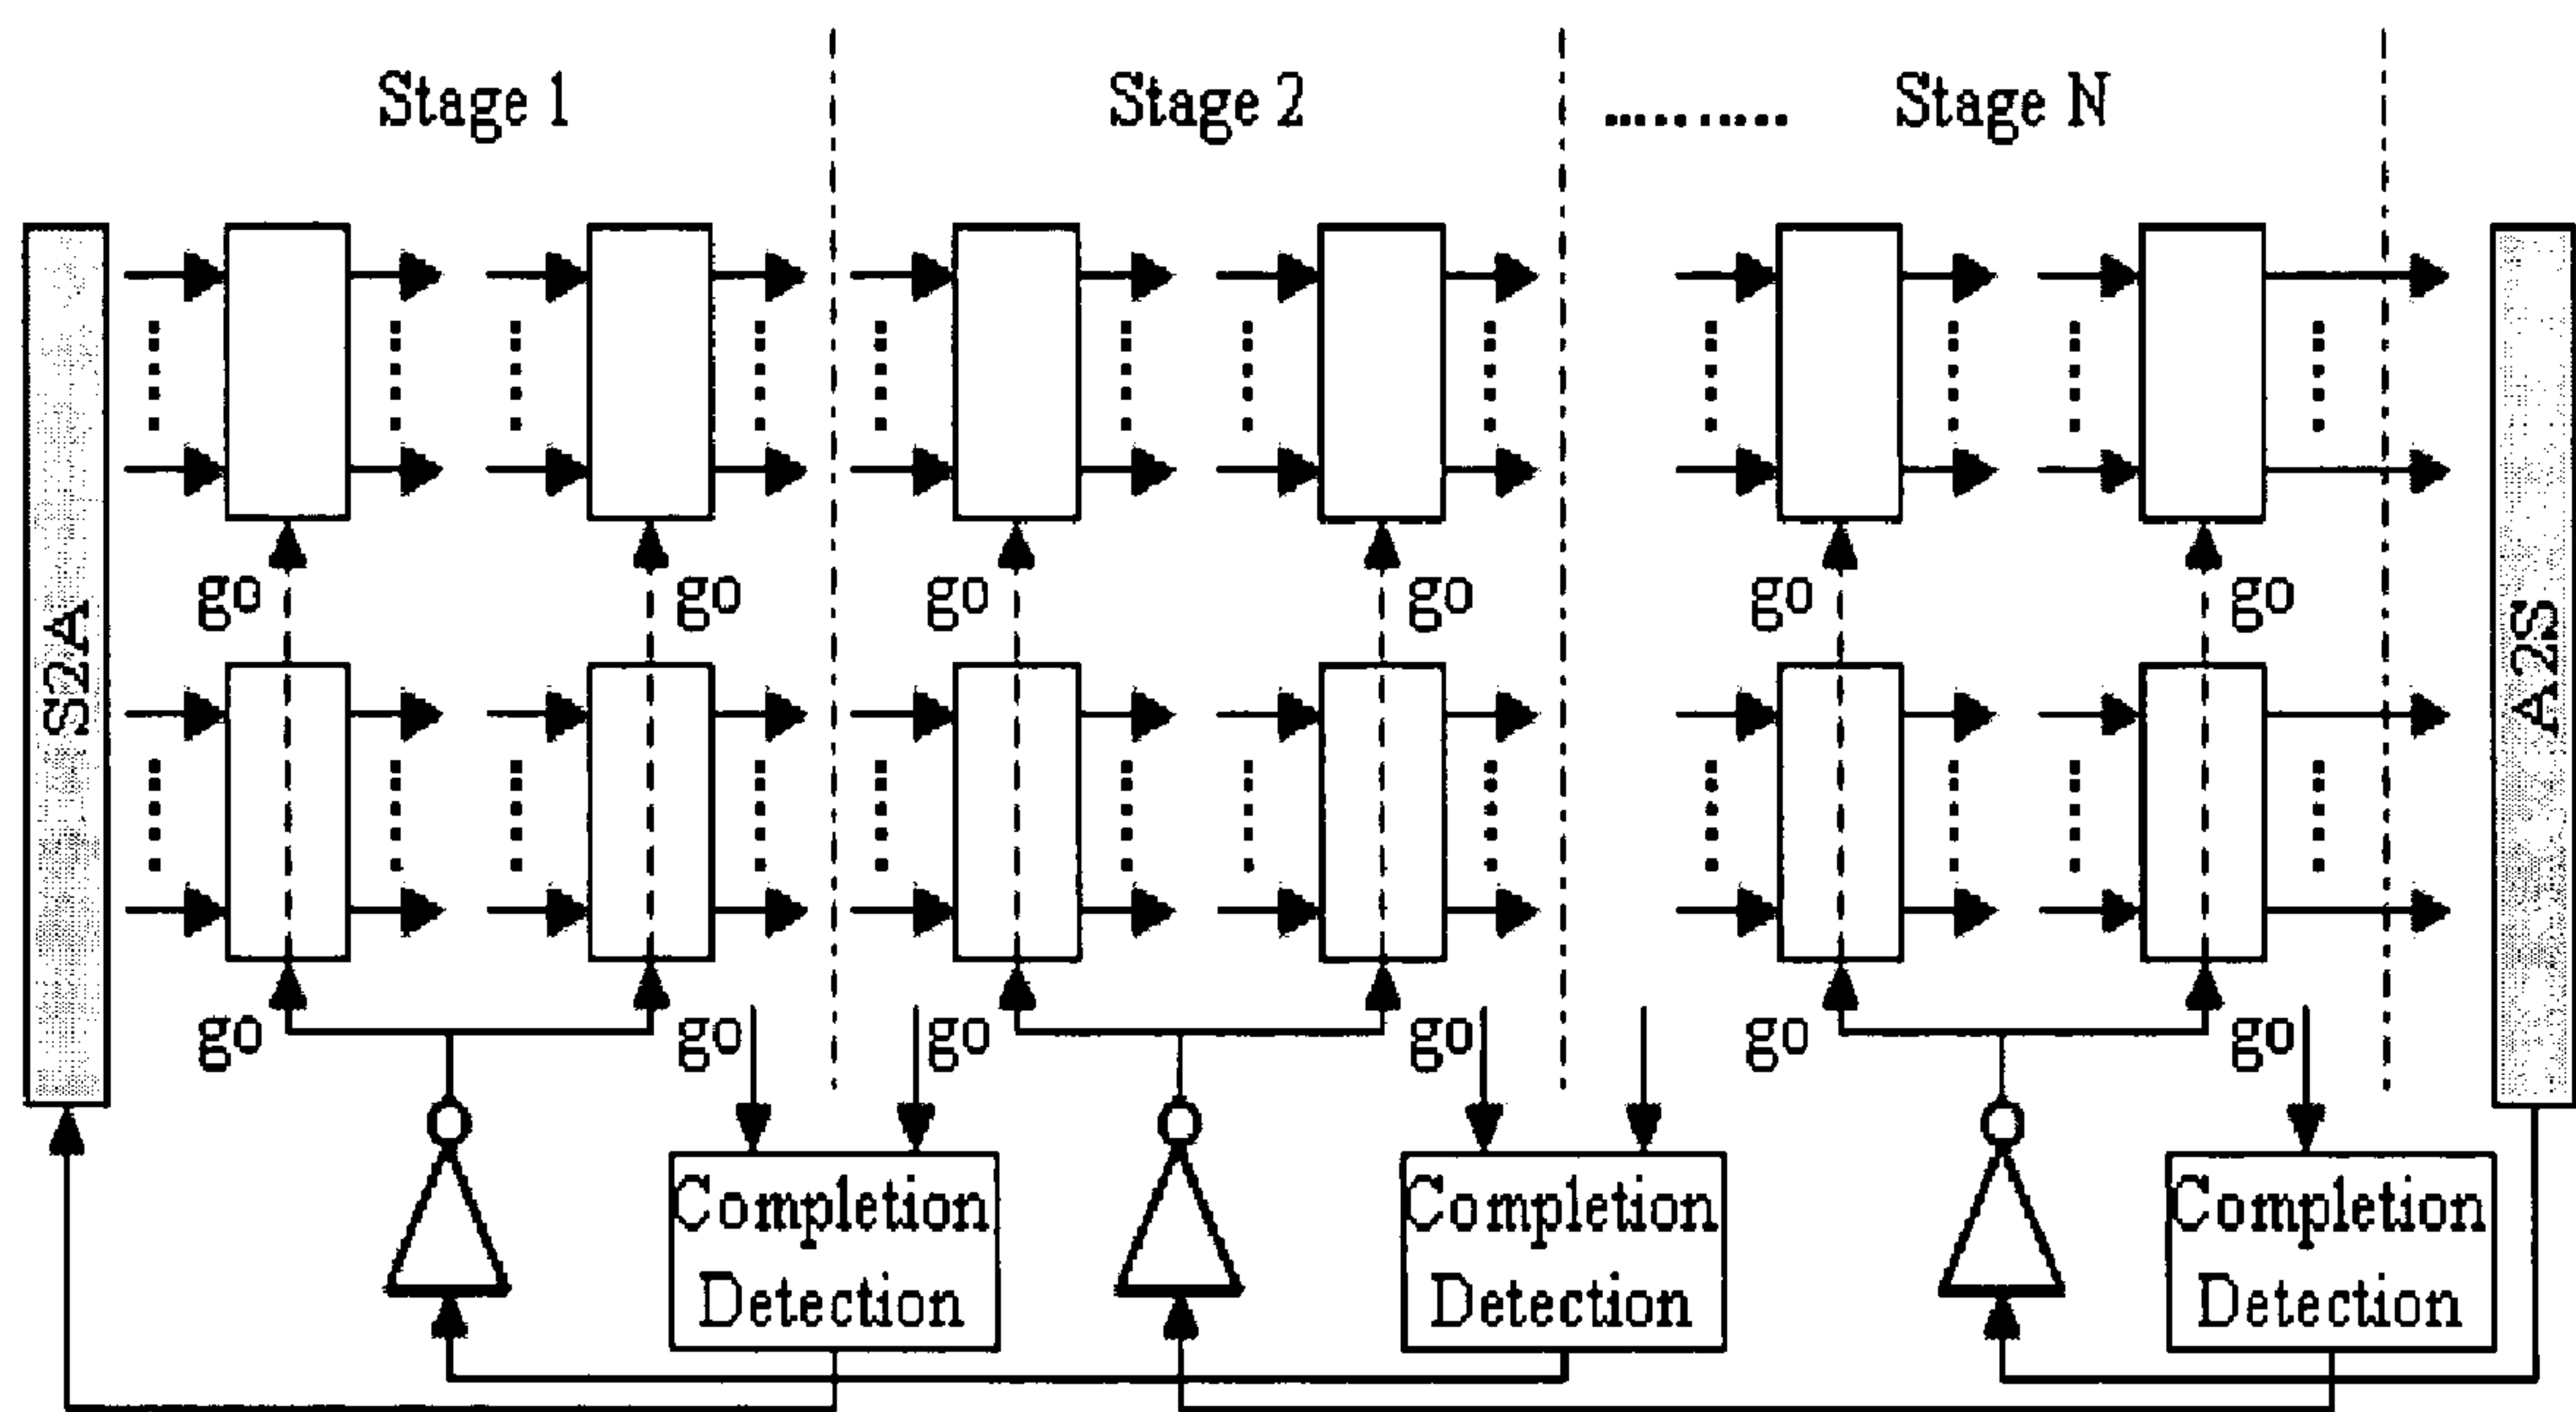 Stage 1
Stage 2
............
Stage N
go
go
go
go
go
go
S2A
A2S
go
go
go
go
go
go
Completion
Detection
Completion
Detection
Completion
Detection